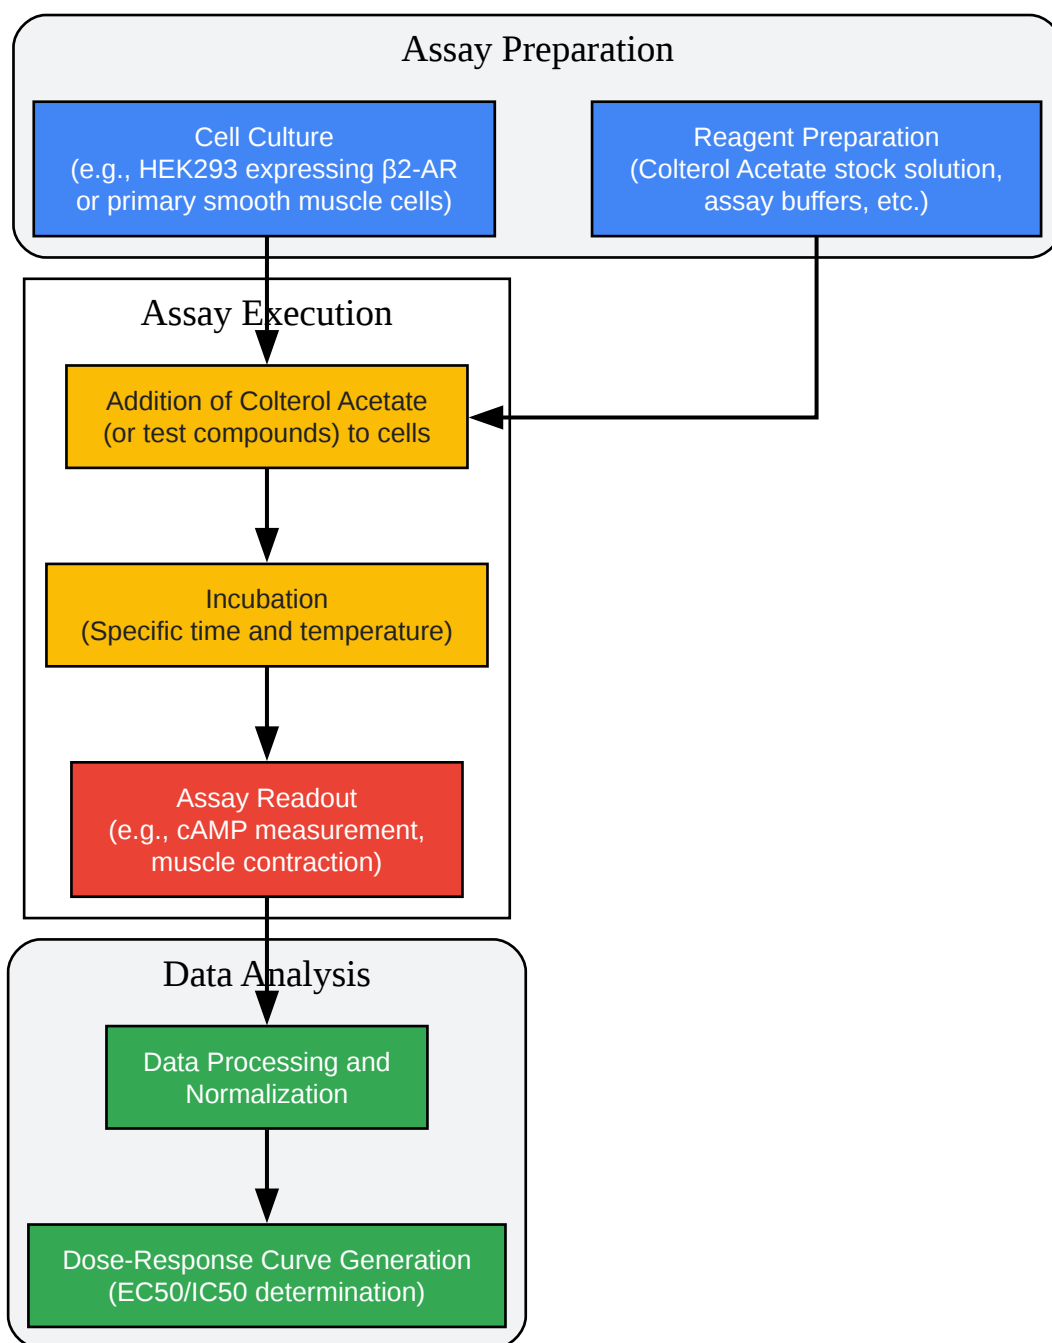 Assay Preparation
Cell Culture
(e.g., HEK293 expressing β2-AR
or primary smooth muscle cells)
Reagent Preparation
(Colterol Acetate stock solution,
assay buffers, etc.)
Assay Execution
Addition of Colterol Acetate
(or test compounds) to cells
Incubation
(Specific time and temperature)
Assay Readout
(e.g., cAMP measurement,
muscle contraction)
Data Analysis
Data Processing and
Normalization
Dose-Response Curve Generation
(EC50/IC50 determination)